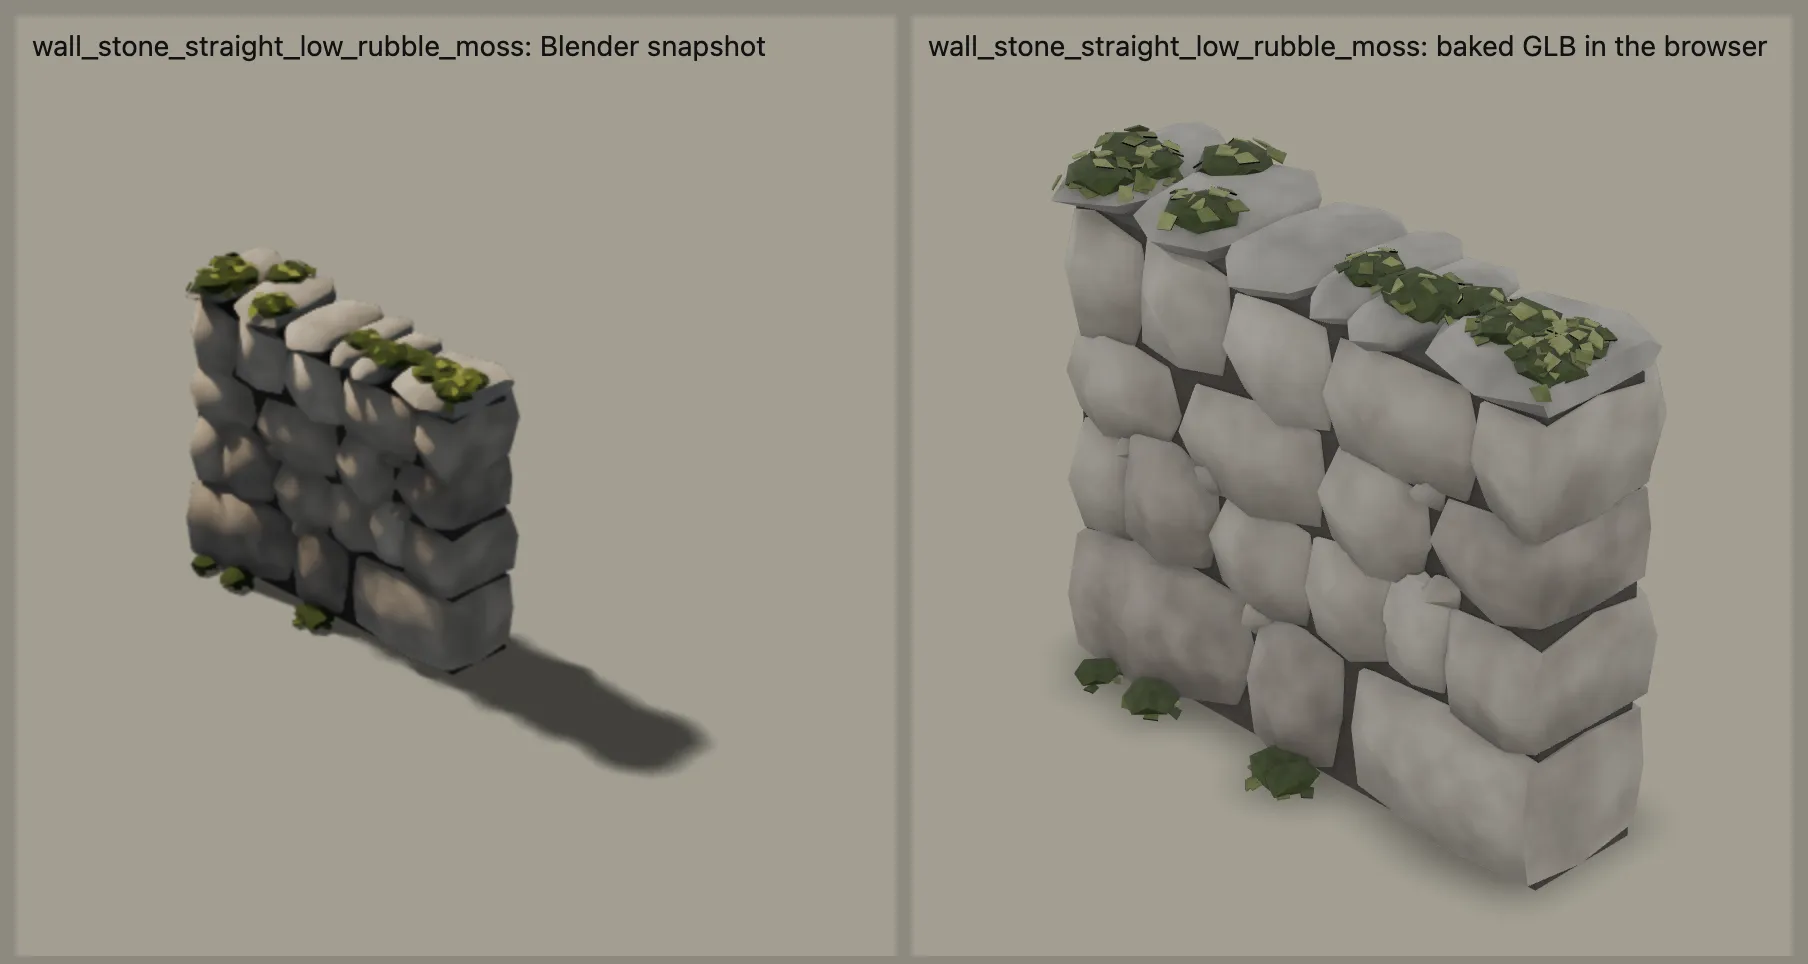 wall_stone_straight_low_rubble_moss: Blender snapshot
wall_stone_straight_low_rubble_moss: baked GLB in the browser